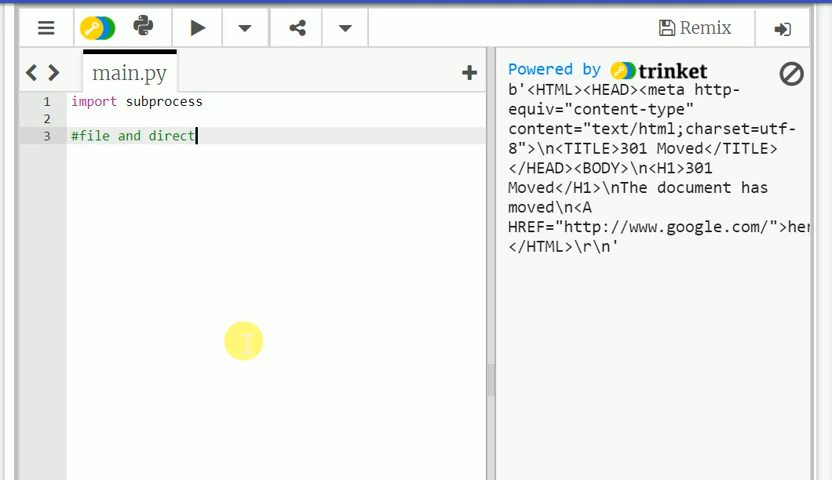 Remix
main.py
1 import subprocess
2
3 #file and direct
Powered by trinket
b'<HTML><HEAD><meta http-
equiv="content-type"
content="text/html;charset=utf-
8">\n<TITLE>301 Moved</TITLE>
</HEAD><BODY>\n<H1>301
Moved</H1>\nThe document has
moved\n<A
HREF="http://www.google.com/">her
</HTML>\r\n'